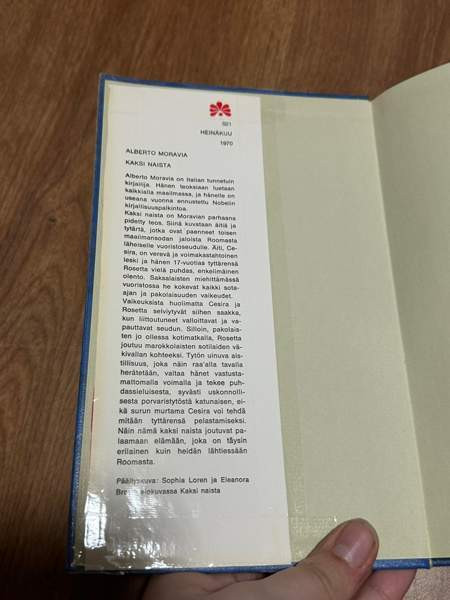 601
HEINÄKUU
1970
ALBERTO MORAVIA
KAKSI NAISTA
Alberto Moravia on Italian tunnetuin
kirjailija. Hänen teoksiaan luetaan
kaikkialla maailmassa, ja hänelle on
useana vuonna ennustettu Nobelin
kirjallisuuspalkintoa.
Kaksi naista on Moravian parhaana
pidetty teos. Siinä kuvataan äitiä ja
tytärtä, jotka ovat paenneet toisen
maailmansodan jaloista Roomasta
läheiselle vuoristoseudulle. Äiti, Ce-
sira, on verevä ja voimakastahtoinen
leski ja hänen 17-vuotias tyttärensä
Rosetta vielä puhdas, enkelimäinen
olento. Saksalaisten miehittämässä
vuoristossa he kokevat kaikki sota-
ajan ja pakolaisuuden vaikeudet.
Vaikeuksista huolimatta Cesira ja
Rosetta selviytyvät siihen saakka,
kun liittoutuneet valloittavat ja va-
pauttavat seudun. Silloin, pakolais-
ten jo ollessa kotimatkalla, Rosetta
joutuu marokkolaisten sotilaiden vä-
kivallan kohteeksi. Tytön uinuva ais-
tillisuus, joka näin raa'alla tavalla
herätetään, valtaa hänet vastusta-
mattomalla voimalla ja tekee puh-
dassieluisesta, syvästi uskonnolli-
sesta porvaristytöstä katunaisen, ei-
kä surun murtama Cesira voi tehdä
mitään tyttärensä pelastamiseksi.
Näin nämä kaksi naista joutuvat pa-
laamaan elämään, joka on täysin
erilainen kuin heidän lähtiessään
Roomasta.
Päällyskuva: Sophia Loren ja Eleanora
Brown elokuvassa Kaksi naista